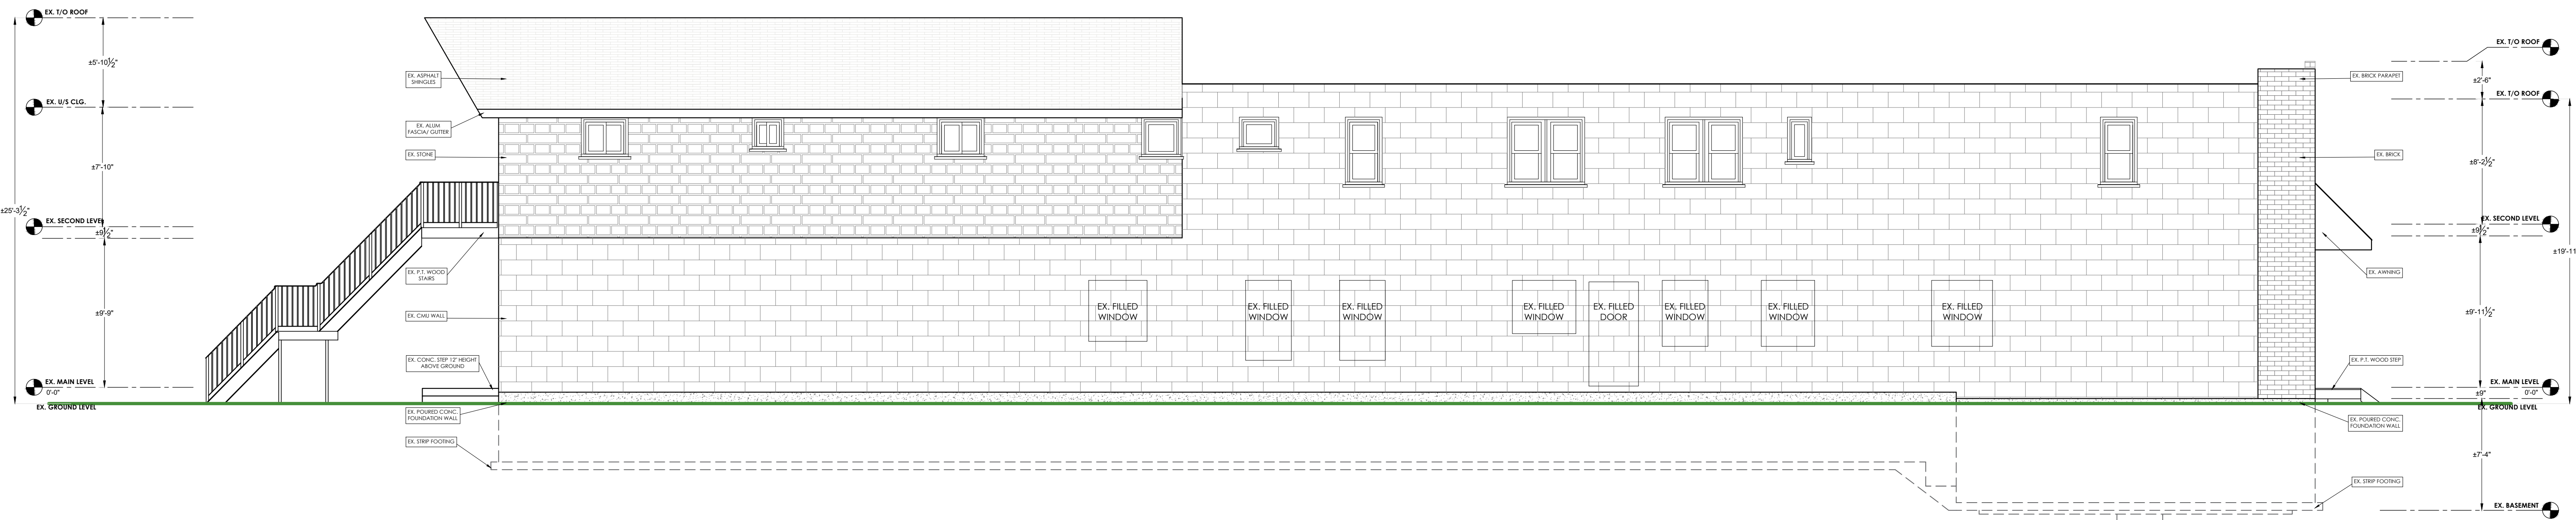 EX. T/O ROOF
±5'-10½"
EX. U/S CLG.
±7'-10"
±25'-3½"
EX. SECOND LEVEL
±9½"
±9'-9"
EX. MAIN LEVEL
0'-0"
EX. GROUND LEVEL
EX. ASPHALT
SHINGLES
EX. ALUM
FASCIA/ GUTTER
EX. STONE
EX. P.T. WOOD
STAIRS
EX. CMU WALL
EX. CONC. STEP 12" HEIGHT
ABOVE GROUND
EX. POURED CONC.
FOUNDATION WALL
EX. STRIP FOOTING
EX. FILLED
WINDOW
EX. FILLED
WINDOW
EX. FILLED
WINDOW
EX. FILLED
WINDOW
EX. FILLED
DOOR
EX. FILLED
WINDOW
EX. FILLED
WINDOW
EX. FILLED
WINDOW
EX. BRICK PARAPET
EX. BRICK
EX. AWNING
EX. P.T. WOOD STEP
EX. POURED CONC.
FOUNDATION WALL
EX. STRIP FOOTING
EX. T/O ROOF
±2'-6"
EX. T/O ROOF
±8'-2½"
EX. SECOND LEVEL
±9½"
±19'-11
±9'-11½"
EX. MAIN LEVEL
0'-0"
±9"
EX. GROUND LEVEL
±7'-4"
EX. BASEMENT